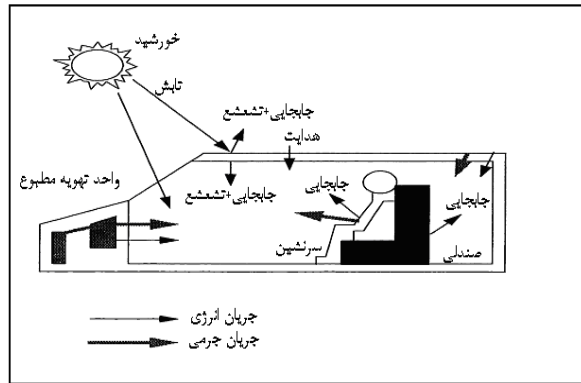 خورشید
تابش
جابجایی+تشعشع
هدایت
واحد تهویه مطبوع
جابجایی+تشعشع
جابجایی
جابجایی
سرنشین
صندلی
جریان انرژی
جریان جرمی